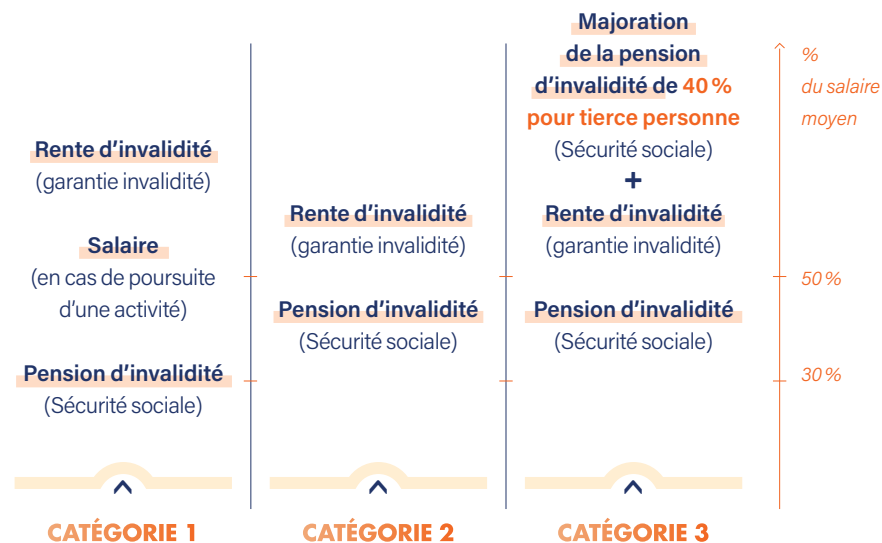 Rente d'invalidité
(garantie invalidité)
Salaire
(en cas de poursuite
d'une activité)
Pension d'invalidité
(Sécurité sociale)
CATÉGORIE 1
Rente d'invalidité
(garantie invalidité)
Pension d'invalidité
(Sécurité sociale)
CATÉGORIE 2
Majoration
de la pension
d'invalidité de 40 %
pour tierce personne
(Sécurité sociale)
+
Rente d'invalidité
(garantie invalidité)
Pension d'invalidité
(Sécurité sociale)
CATÉGORIE 3
%
du salaire
moyen
50 %
30 %